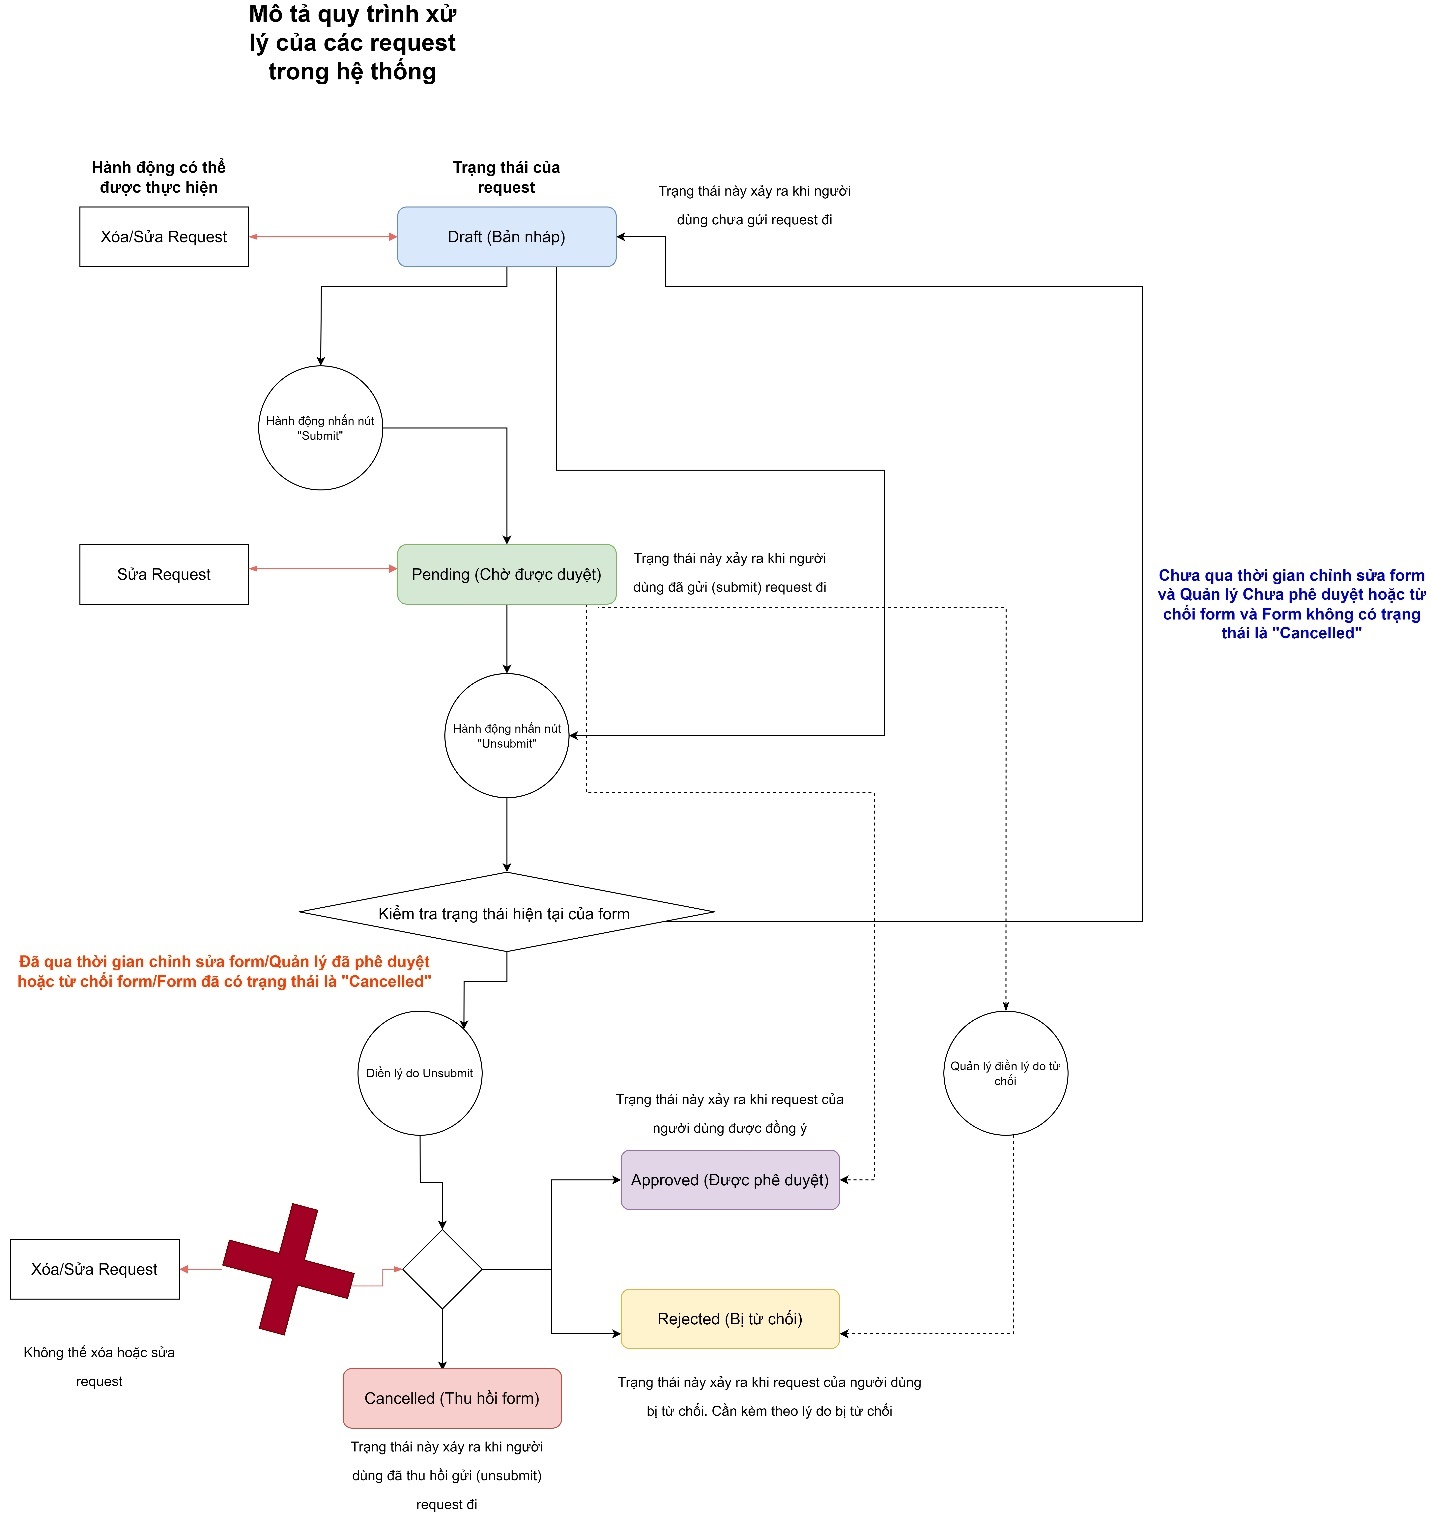 Mô tả quy trình xử
lý của các request
trong hệ thống
Hành động có thể
được thực hiện
Trạng thái của
request
Trạng thái này xảy ra khi người
dùng chưa gửi request đi
Xóa/Sửa Request
Draft (Bản nháp)
Hành động nhấn nút
"Submit"
Sửa Request
Pending (Chờ được duyệt)
Trạng thái này xảy ra khi người
dùng đã gửi (submit) request đi
Chưa qua thời gian chỉnh sửa form
và Quản lý Chưa phê duyệt hoặc từ
chối form và Form không có trạng
thái là "Cancelled"
Hành động nhấn nút
"Unsubmit"
Kiểm tra trạng thái hiện tại của form
Đã qua thời gian chỉnh sửa form/Quản lý đã phê duyệt
hoặc từ chối form/Form đã có trạng thái là "Cancelled"
Diền lý do Unsubmit
Quản lý điền lý do từ
chối
Trạng thái này xảy ra khi request của
người dùng được đồng ý
Approved (Được phê duyệt)
Xóa/Sửa Request
Không thể xóa hoặc sửa
request
Rejected (Bị từ chối)
Trạng thái này xảy ra khi request của người dùng
bị từ chối. Cần kèm theo lý do bị từ chối
Cancelled (Thu hồi form)
Trạng thái này xảy ra khi người
dùng đã thu hồi gửi (unsubmit)
request đi